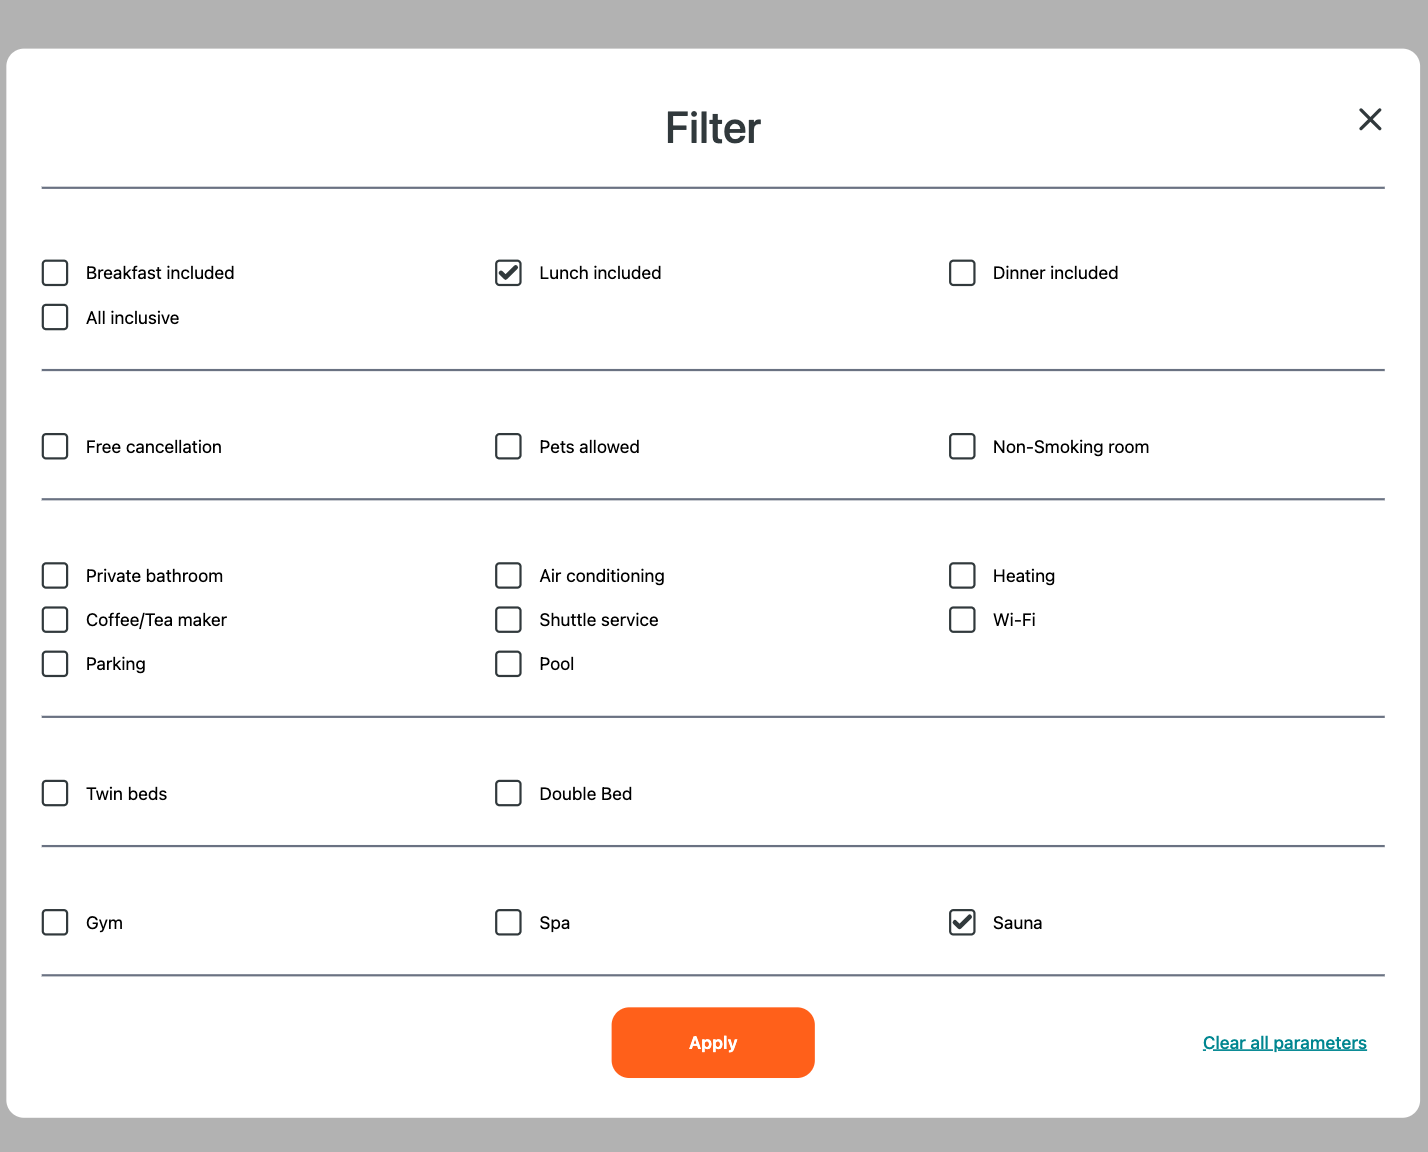 Filter
Breakfast included
Lunch included
Dinner included
All inclusive
Free cancellation
Pets allowed
Non-Smoking room
Private bathroom
Air conditioning
Heating
Coffee/Tea maker
Shuttle service
Wi-Fi
Parking
Pool
Twin beds
Double Bed
Gym
Spa
Sauna
Apply
Clear all parameters